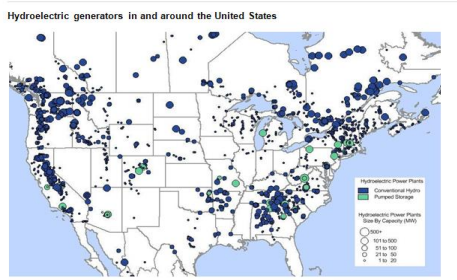 Hydroelectric generators in and around the United States
Hydroelectric Power Plants
Conventional Hydro
Pumped Storage
Hydroelectric Power Plants
Size By Capacity (MW)
500+
101 to 500
51 to 100
21 to 50
1 to 20